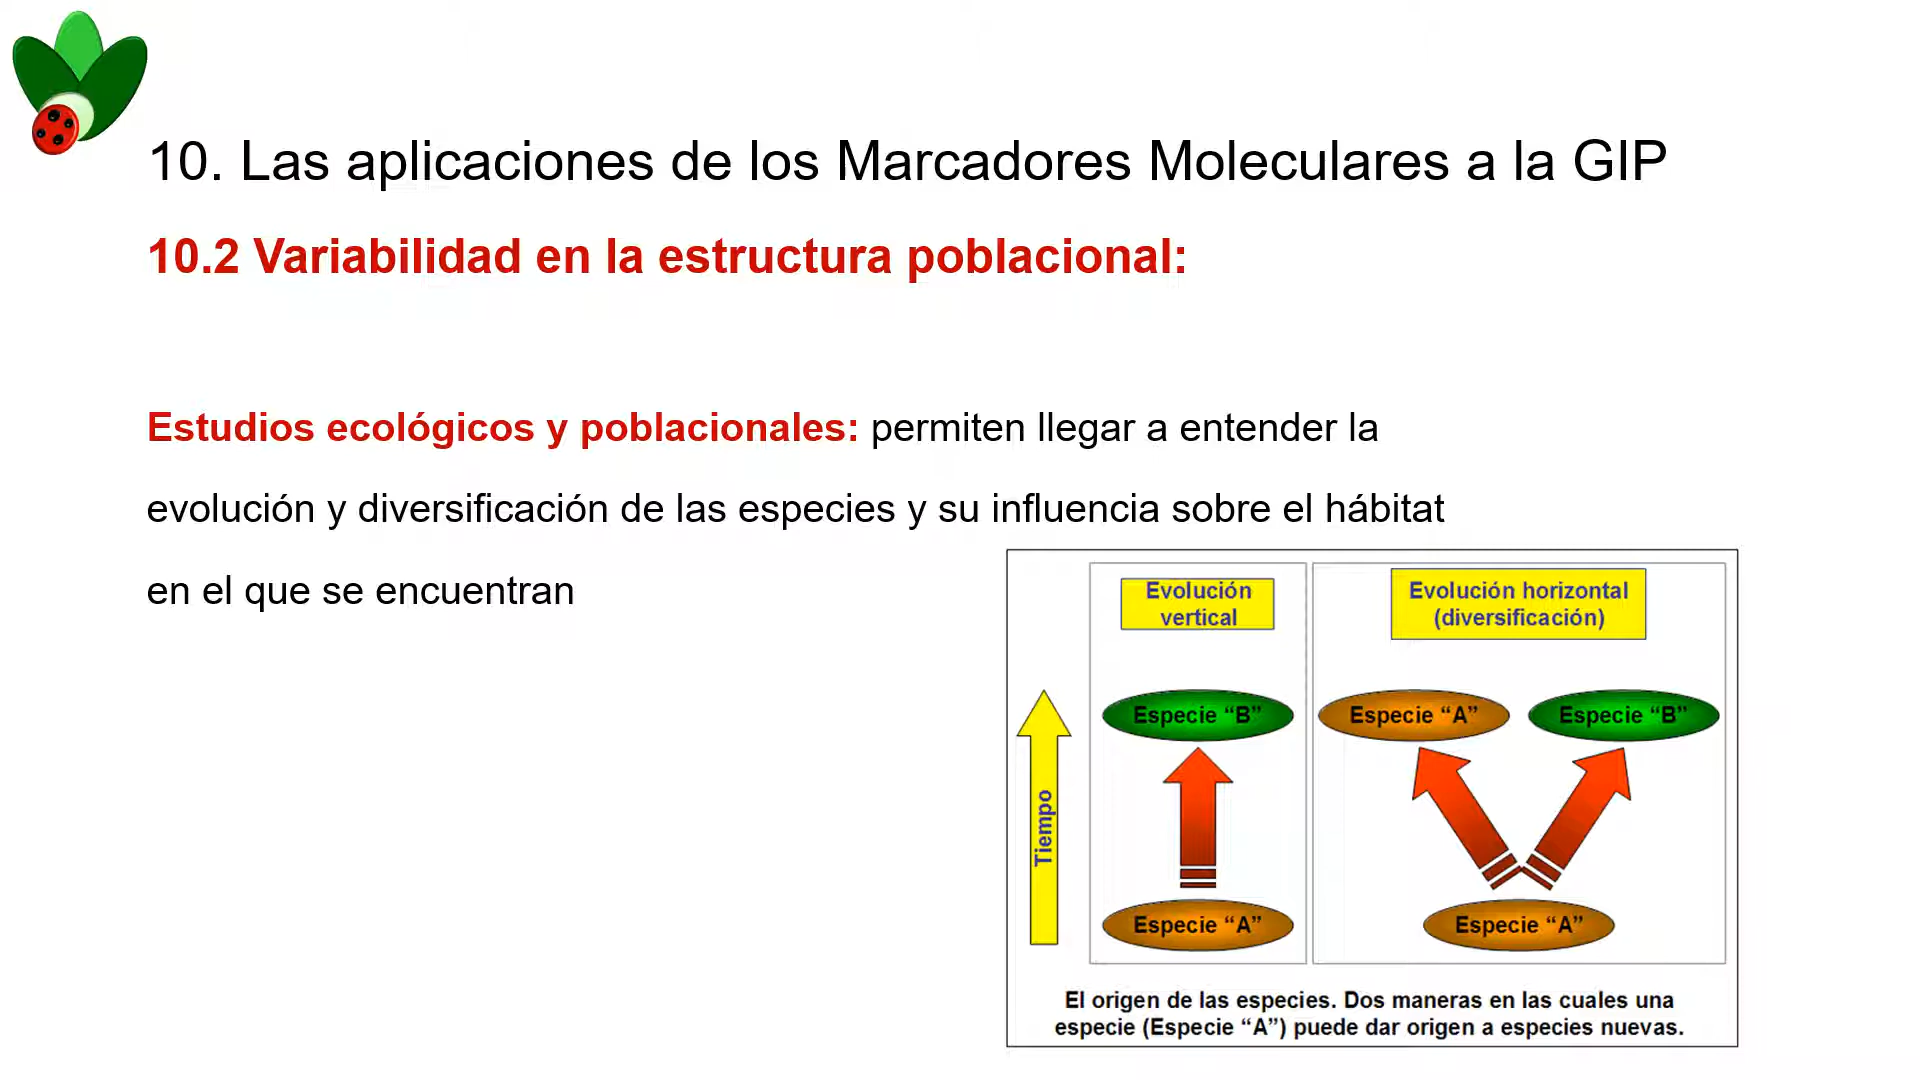 10. Las aplicaciones de los Marcadores Moleculares a la GIP
10.2 Variabilidad en la estructura poblacional:
Estudios ecológicos y poblacionales: permiten llegar a entender la
evolución y diversificación de las especies y su influencia sobre el hábitat
en el que se encuentran
Evolución
vertical
Evolución horizontal
(diversificación)
Especie “B”
Especie “A”
Especie “B”
Tiempo
Especie “A”
Especie “A”
El origen de las especies. Dos maneras en las cuales una
especie (Especie “A”) puede dar origen a especies nuevas.